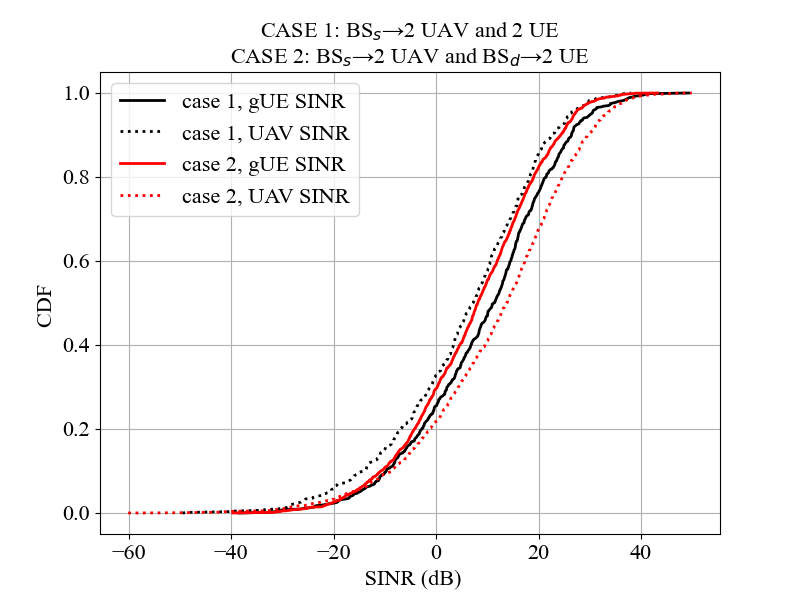 CASE 1: BSₛ→2 UAV and 2 UE
CASE 2: BSₛ→2 UAV and BS_d→2 UE
case 1, gUE SINR
case 1, UAV SINR
case 2, gUE SINR
case 2, UAV SINR
CDF
1.0
0.8
0.6
0.4
0.2
0.0
−60 −40 −20 0 20 40
SINR (dB)